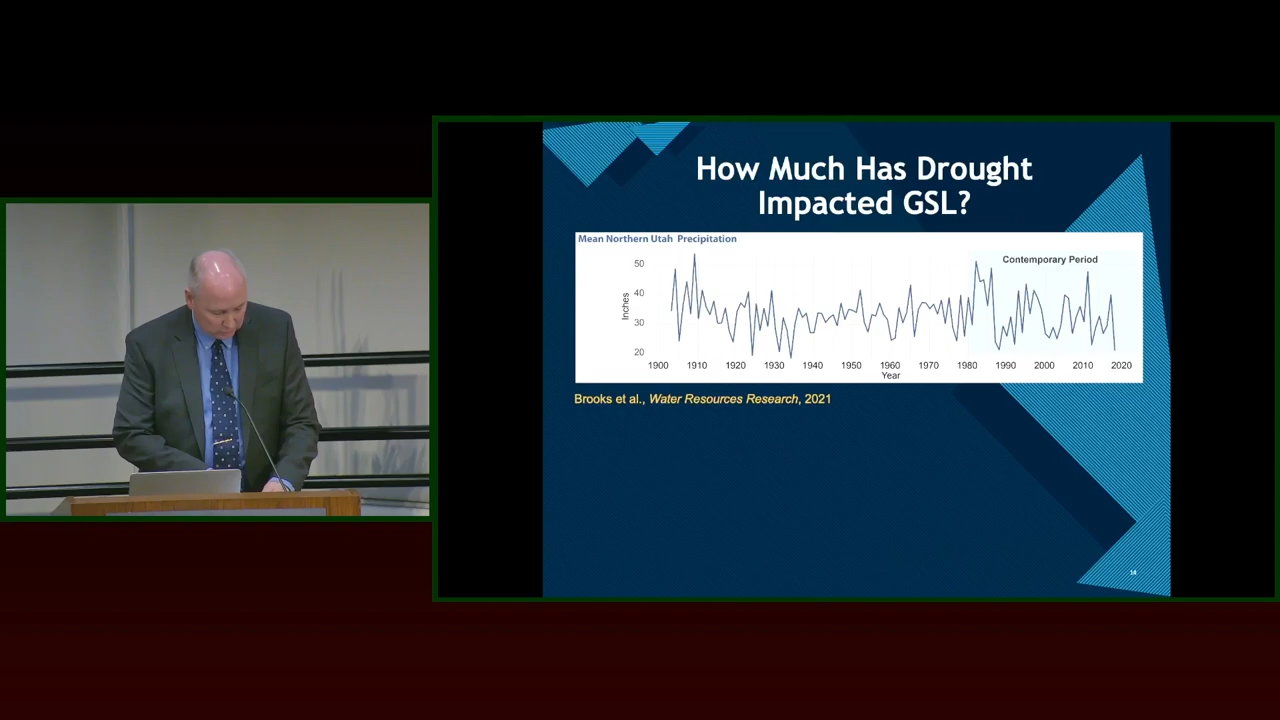 How Much Has Drought
Impacted GSL?
Mean Northern Utah Precipitation
Contemporary Period
50
40
30
20
Inches
1900 1910 1920 1930 1940 1950 1960 1970 1980 1990 2000 2010 2020
Year
Brooks et al., Water Resources Research, 2021
14